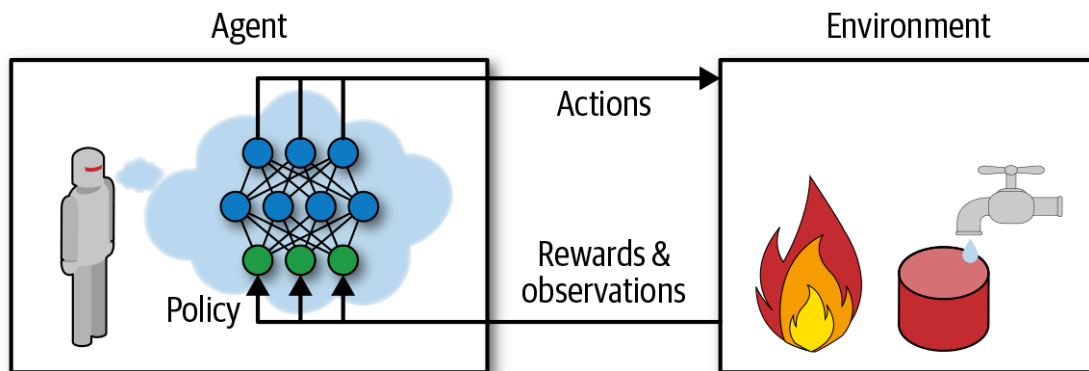 Agent
Environment
Actions
Rewards &
observations
Policy